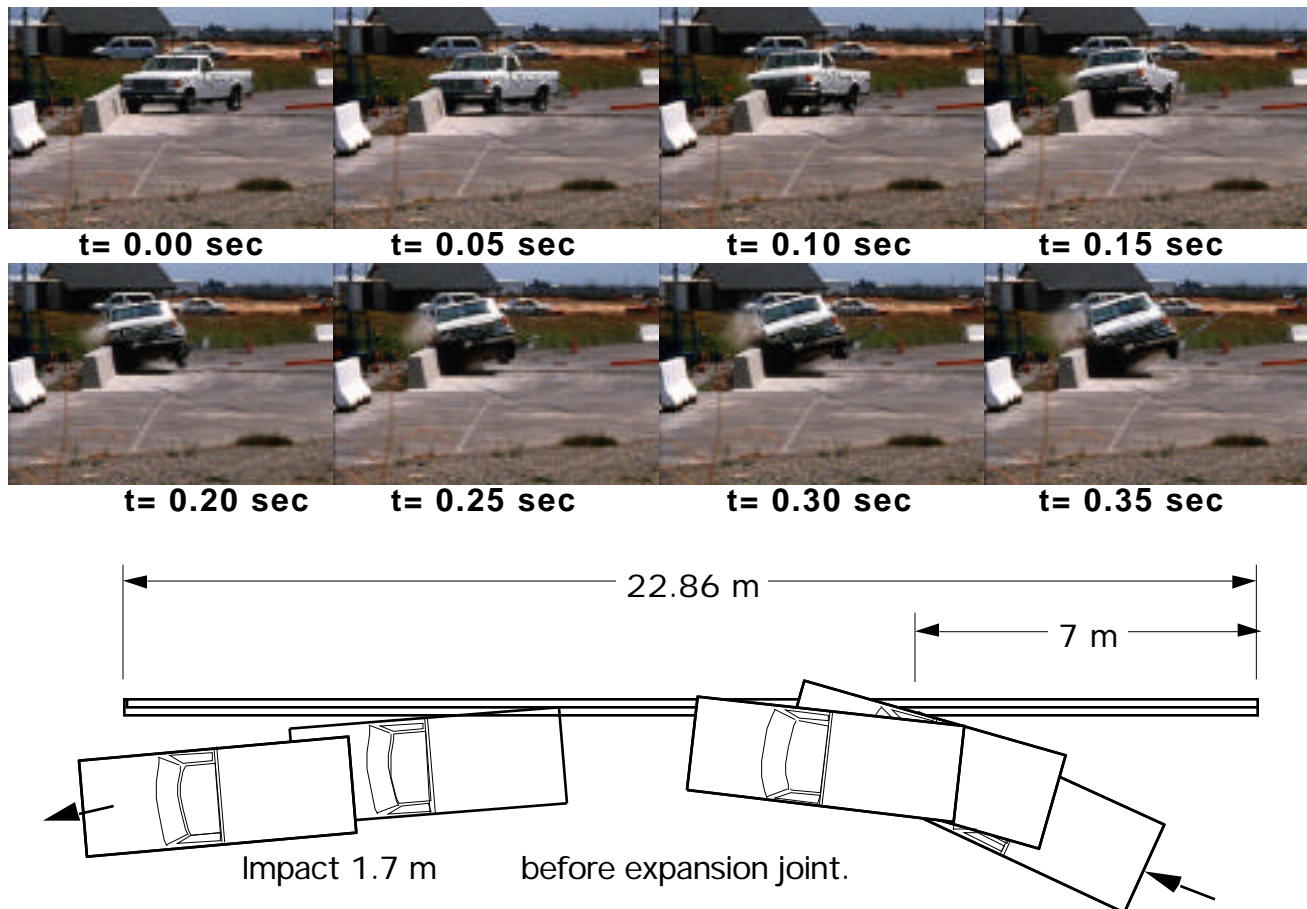 t= 0.00 sec t= 0.05 sec t= 0.10 sec t= 0.15 sec
t= 0.20 sec t= 0.25 sec t= 0.30 sec t= 0.35 sec
22.86 m
7 m
Impact 1.7 m before expansion joint.